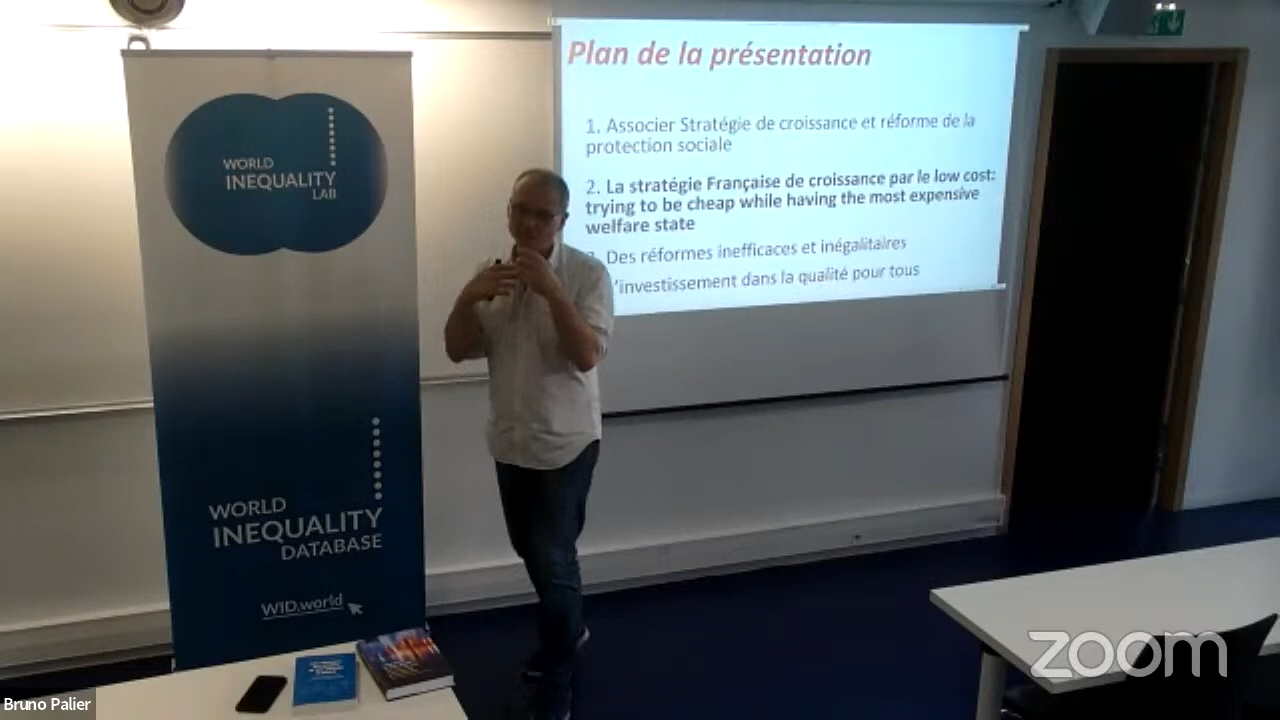 WORLD
INEQUALITY
LAB
WORLD
INEQUALITY
DATABASE
WID.world
Plan de la présentation
1. Associer Stratégie de croissance et réforme de la
protection sociale
2. La stratégie Française de croissance par le low cost:
trying to be cheap while having the most expensive
welfare state
Des réformes inefficaces et inégalitaires
'investissement dans la qualité pour tous
zoom
Bruno Palier